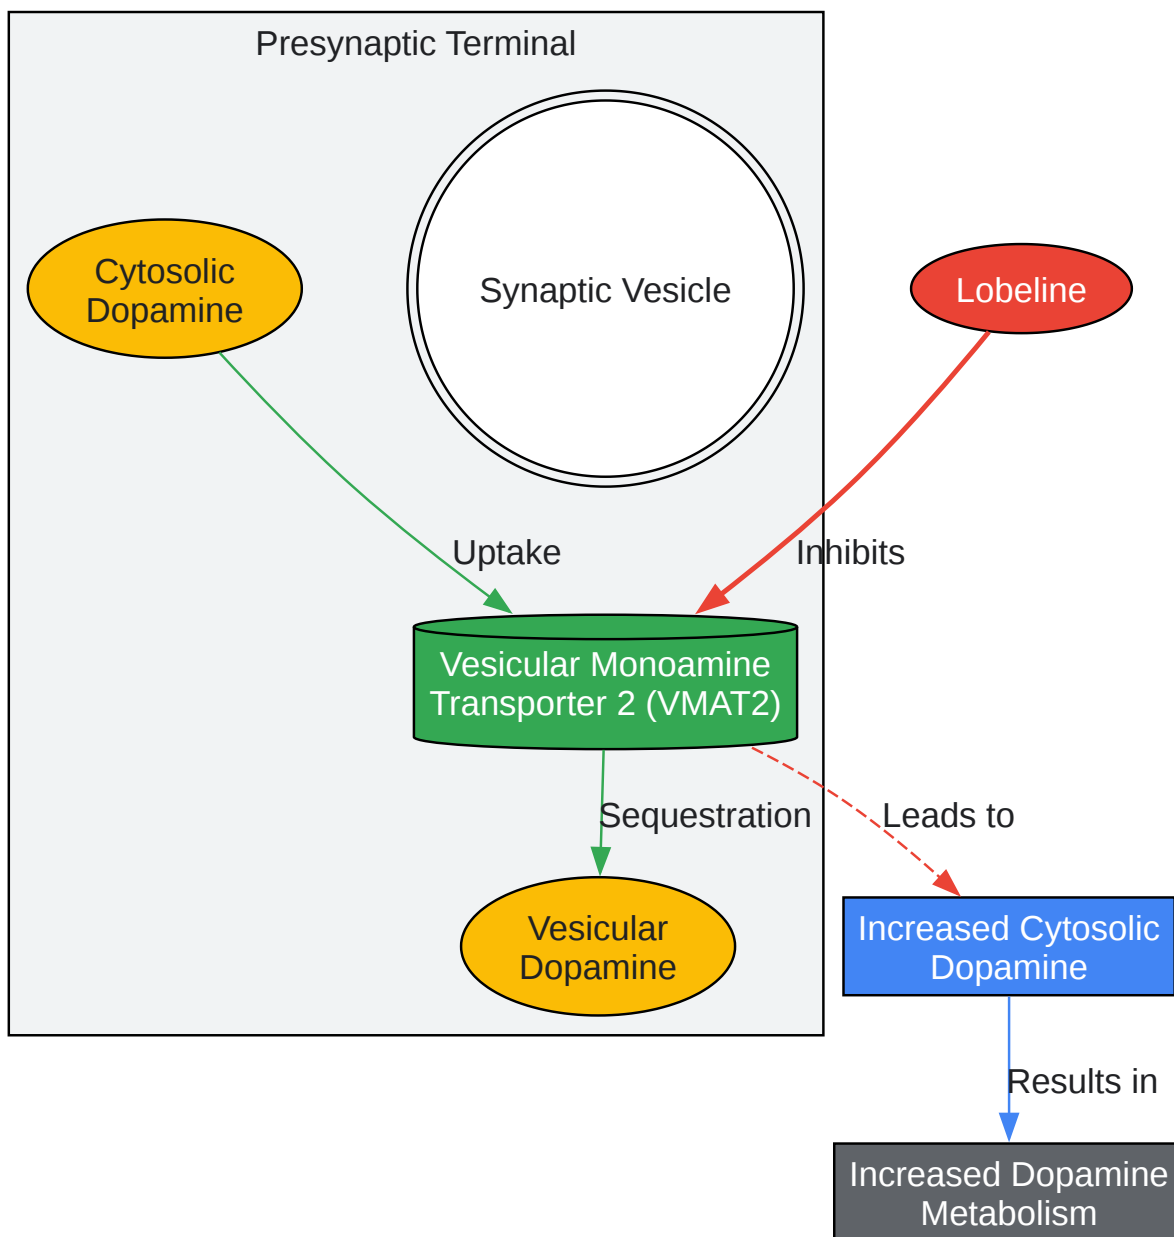 Presynaptic Terminal
Cytosolic
Dopamine
Synaptic Vesicle
Lobeline
Uptake
Inhibits
Vesicular Monoamine
Transporter 2 (VMAT2)
Sequestration
Leads to
Vesicular
Dopamine
Increased Cytosolic
Dopamine
Results in
Increased Dopamine
Metabolism